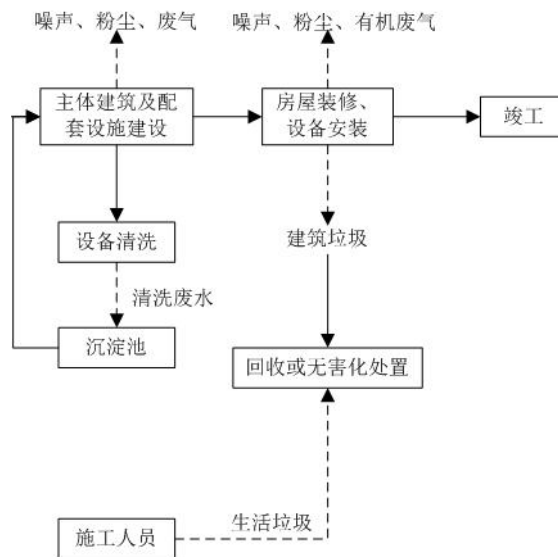 噪声、粉尘、废气
噪声、粉尘、有机废气
主体建筑及配
套设施建设
房屋装修、
设备安装
竣工
设备清洗
建筑垃圾
清洗废水
沉淀池
回收或无害化处置
生活垃圾
施工人员